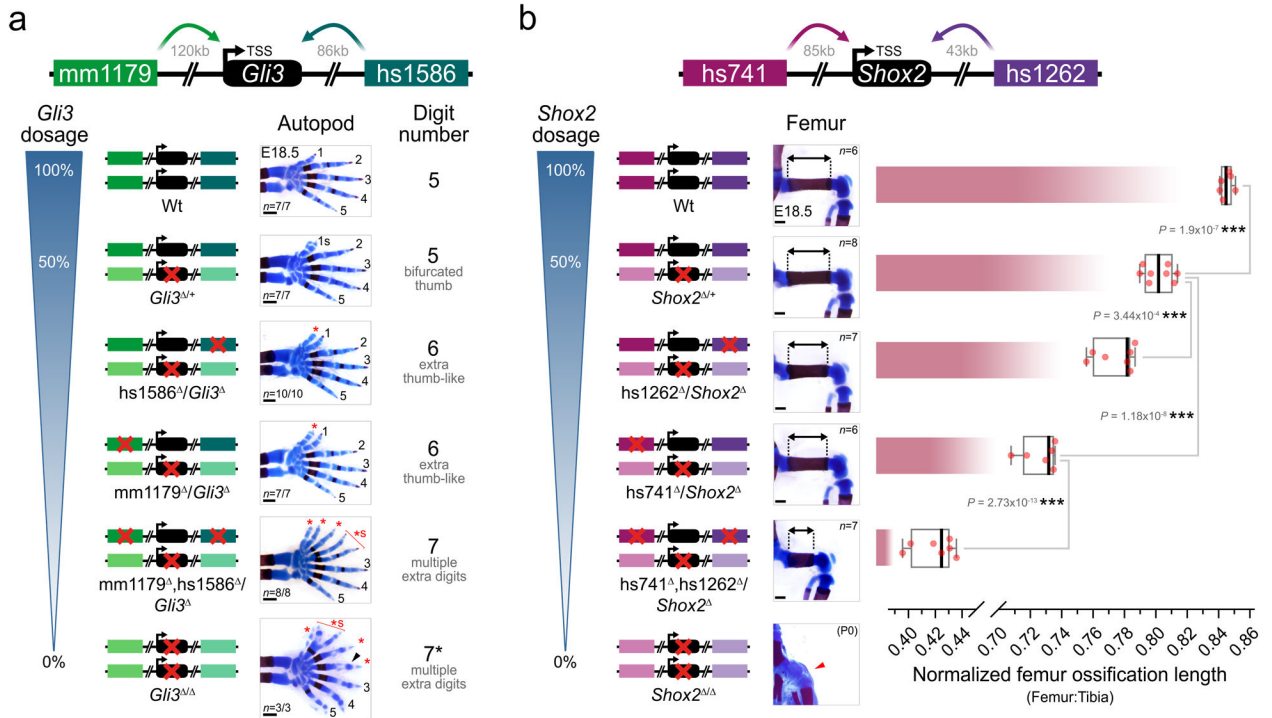 a
120kb
TSS
86kb
mm1179
Gli3
hs1586
Gli3
dosage
Autopod
Digit
number
100%
E18.5
1
2
3
4
5
n=7/7
Wt
5
50%
1s
2
3
4
5
n=7/7
Gli3Δ/+
5
bifurcated
thumb
*
1
2
3
4
5
n=10/10
hs1586Δ/Gli3Δ
6
extra
thumb-like
*
1
2
3
4
5
n=7/7
mm1179Δ/Gli3Δ
6
extra
thumb-like
* * * *s
3
4
5
n=8/8
mm1179Δ,hs1586Δ/
Gli3Δ
7
multiple
extra digits
0%
* *s
*
*
3
4
5
n=3/3
Gli3Δ/Δ
7*
multiple
extra digits
b
85kb
TSS
43kb
hs741
Shox2
hs1262
Shox2
dosage
Femur
100%
n=6
E18.5
Wt
P = 1.9x10-7 ***
50%
n=8
Shox2Δ/+
P = 3.44x10-4 ***
n=7
hs1262Δ/Shox2Δ
P = 1.18x10-8 ***
n=6
hs741Δ/Shox2Δ
P = 2.73x10-13 ***
n=7
hs741Δ,hs1262Δ/
Shox2Δ
0%
(P0)
Shox2Δ/Δ
0.40 0.42 0.44 0.70 0.72 0.74 0.76 0.78 0.80 0.82 0.84 0.86
Normalized femur ossification length
(Femur:Tibia)